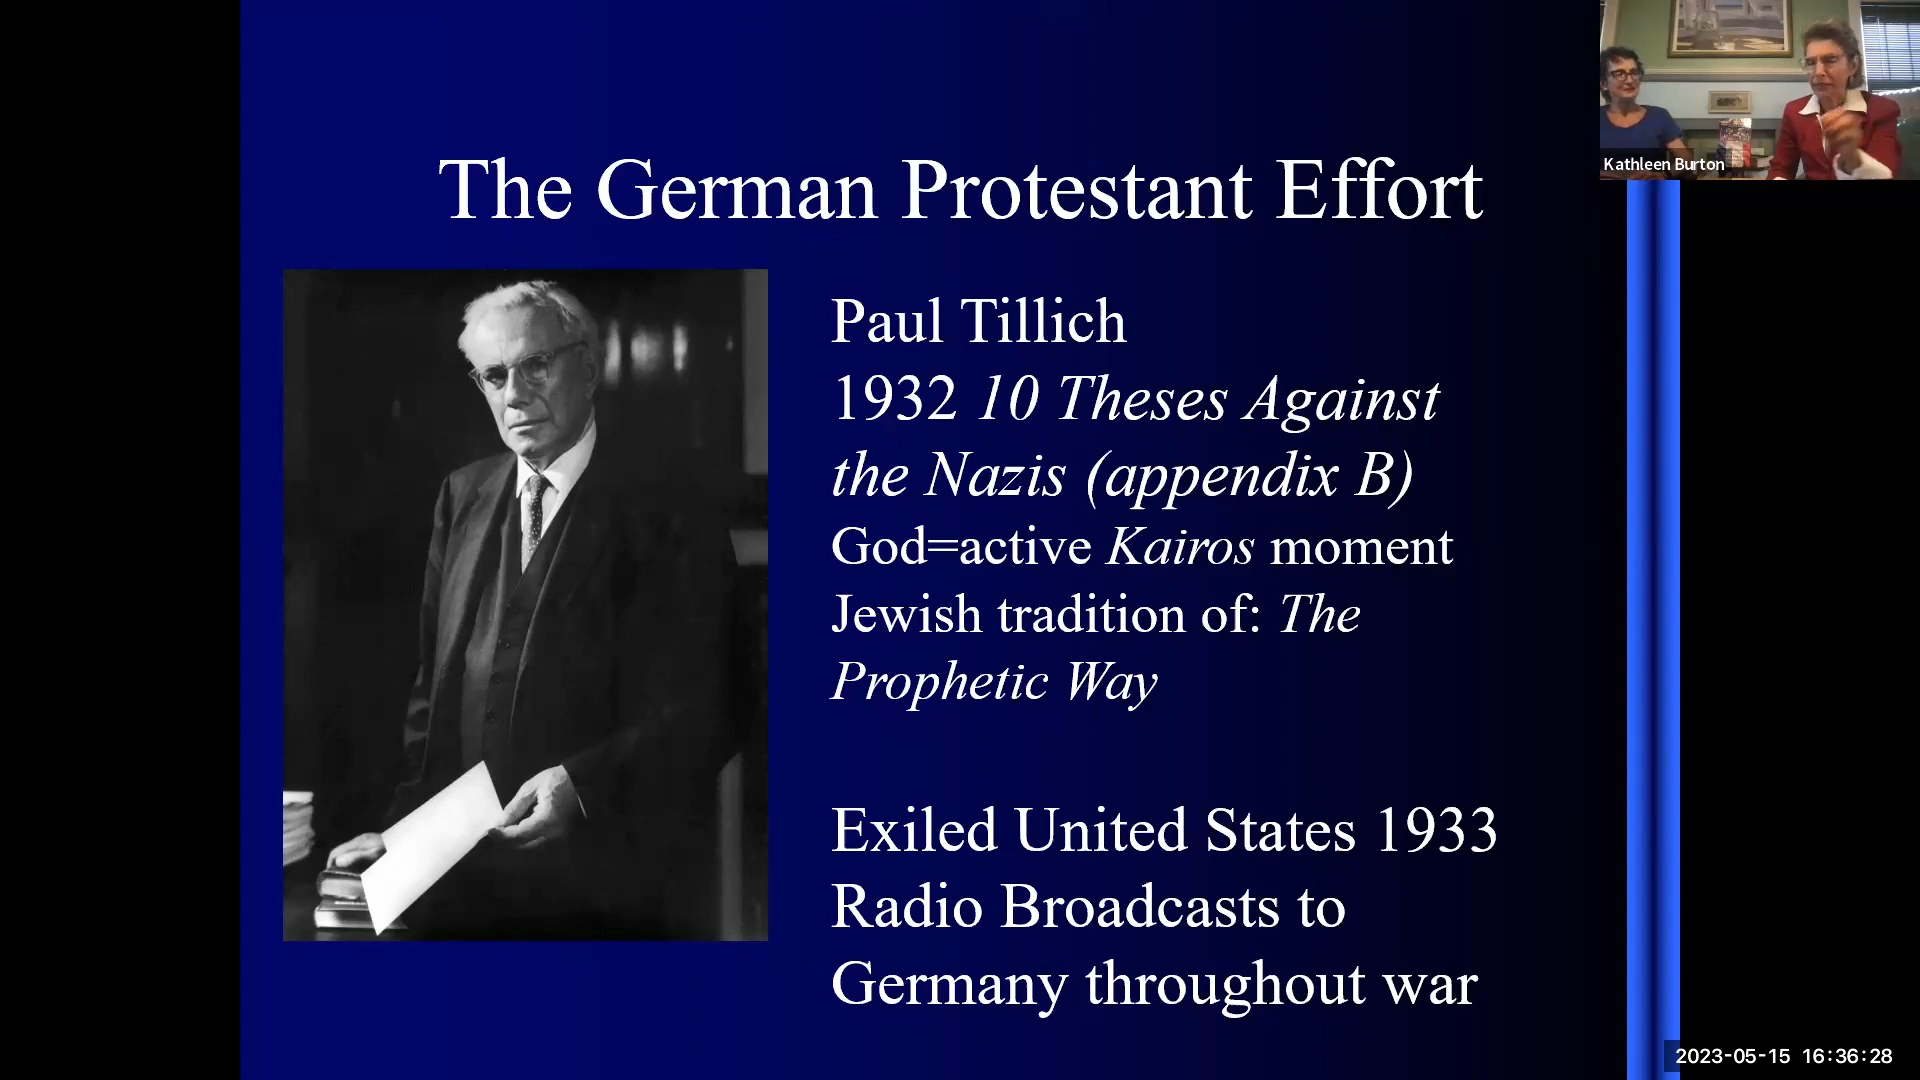 Kathleen Burton
The German Protestant Effort
Paul Tillich
1932 10 Theses Against
the Nazis (appendix B)
God=active Kairos moment
Jewish tradition of: The
Prophetic Way
Exiled United States 1933
Radio Broadcasts to
Germany throughout war
2023-05-15 16:36:28